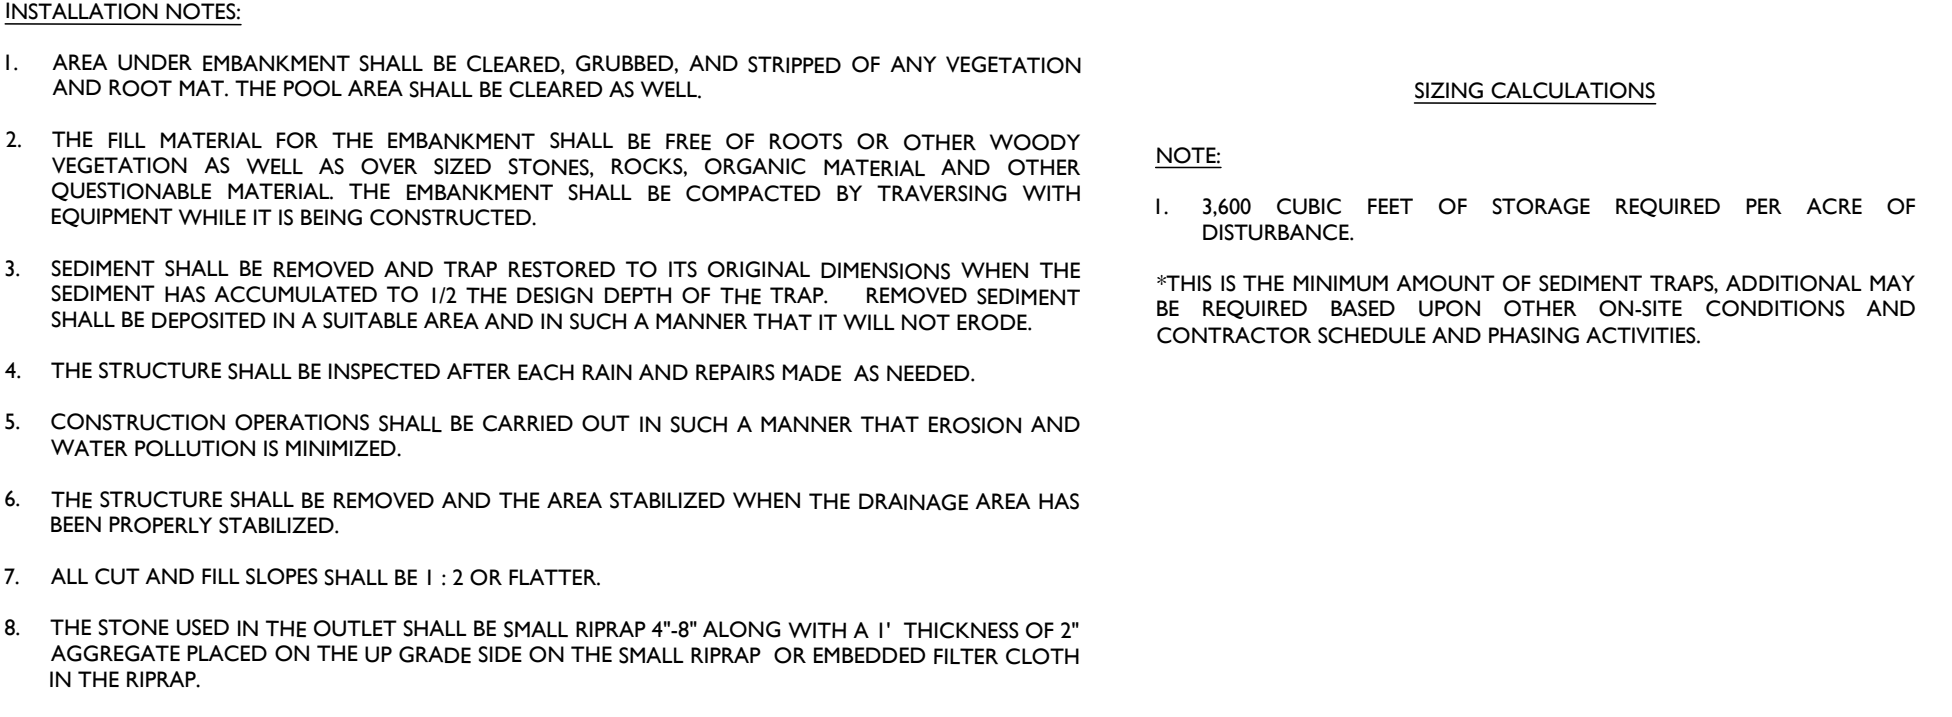 INSTALLATION NOTES:
1. AREA UNDER EMBANKMENT SHALL BE CLEARED, GRUBBED, AND STRIPPED OF ANY VEGETATION
AND ROOT MAT. THE POOL AREA SHALL BE CLEARED AS WELL.
2. THE FILL MATERIAL FOR THE EMBANKMENT SHALL BE FREE OF ROOTS OR OTHER WOODY
VEGETATION AS WELL AS OVER SIZED STONES, ROCKS, ORGANIC MATERIAL AND OTHER
QUESTIONABLE MATERIAL. THE EMBANKMENT SHALL BE COMPACTED BY TRAVERSING WITH
EQUIPMENT WHILE IT IS BEING CONSTRUCTED.
3. SEDIMENT SHALL BE REMOVED AND TRAP RESTORED TO ITS ORIGINAL DIMENSIONS WHEN THE
SEDIMENT HAS ACCUMULATED TO 1/2 THE DESIGN DEPTH OF THE TRAP. REMOVED SEDIMENT
SHALL BE DEPOSITED IN A SUITABLE AREA AND IN SUCH A MANNER THAT IT WILL NOT ERODE.
4. THE STRUCTURE SHALL BE INSPECTED AFTER EACH RAIN AND REPAIRS MADE AS NEEDED.
5. CONSTRUCTION OPERATIONS SHALL BE CARRIED OUT IN SUCH A MANNER THAT EROSION AND
WATER POLLUTION IS MINIMIZED.
6. THE STRUCTURE SHALL BE REMOVED AND THE AREA STABILIZED WHEN THE DRAINAGE AREA HAS
BEEN PROPERLY STABILIZED.
7. ALL CUT AND FILL SLOPES SHALL BE 1 : 2 OR FLATTER.
8. THE STONE USED IN THE OUTLET SHALL BE SMALL RIPRAP 4"-8" ALONG WITH A 1' THICKNESS OF 2"
AGGREGATE PLACED ON THE UP GRADE SIDE ON THE SMALL RIPRAP OR EMBEDDED FILTER CLOTH
IN THE RIPRAP.
SIZING CALCULATIONS
NOTE:
1. 3,600 CUBIC FEET OF STORAGE REQUIRED PER ACRE OF
DISTURBANCE.
*THIS IS THE MINIMUM AMOUNT OF SEDIMENT TRAPS, ADDITIONAL MAY
BE REQUIRED BASED UPON OTHER ON-SITE CONDITIONS AND
CONTRACTOR SCHEDULE AND PHASING ACTIVITIES.